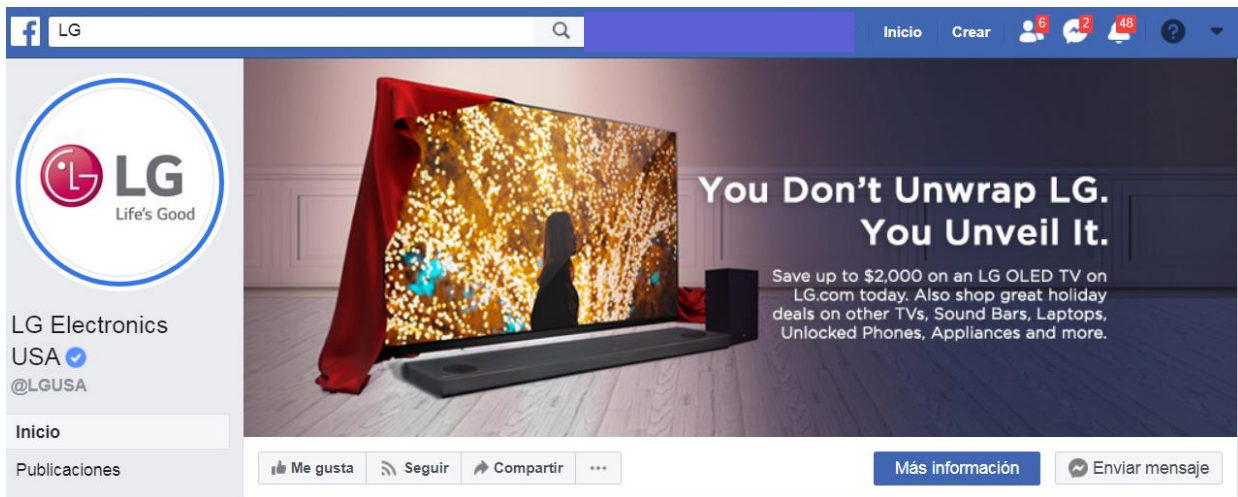 f LG Inicio Crear 6 2 48 ?
LG
Life's Good
You Don't Unwrap LG.
You Unveil It.
Save up to $2,000 on an LG OLED TV on
LG.com today. Also shop great holiday
deals on other TVs, Sound Bars, Laptops,
Unlocked Phones, Appliances and more.
LG Electronics
USA
@LGUSA
Inicio
Publicaciones
Me gusta Seguir Compartir ...
Más información Enviar mensaje